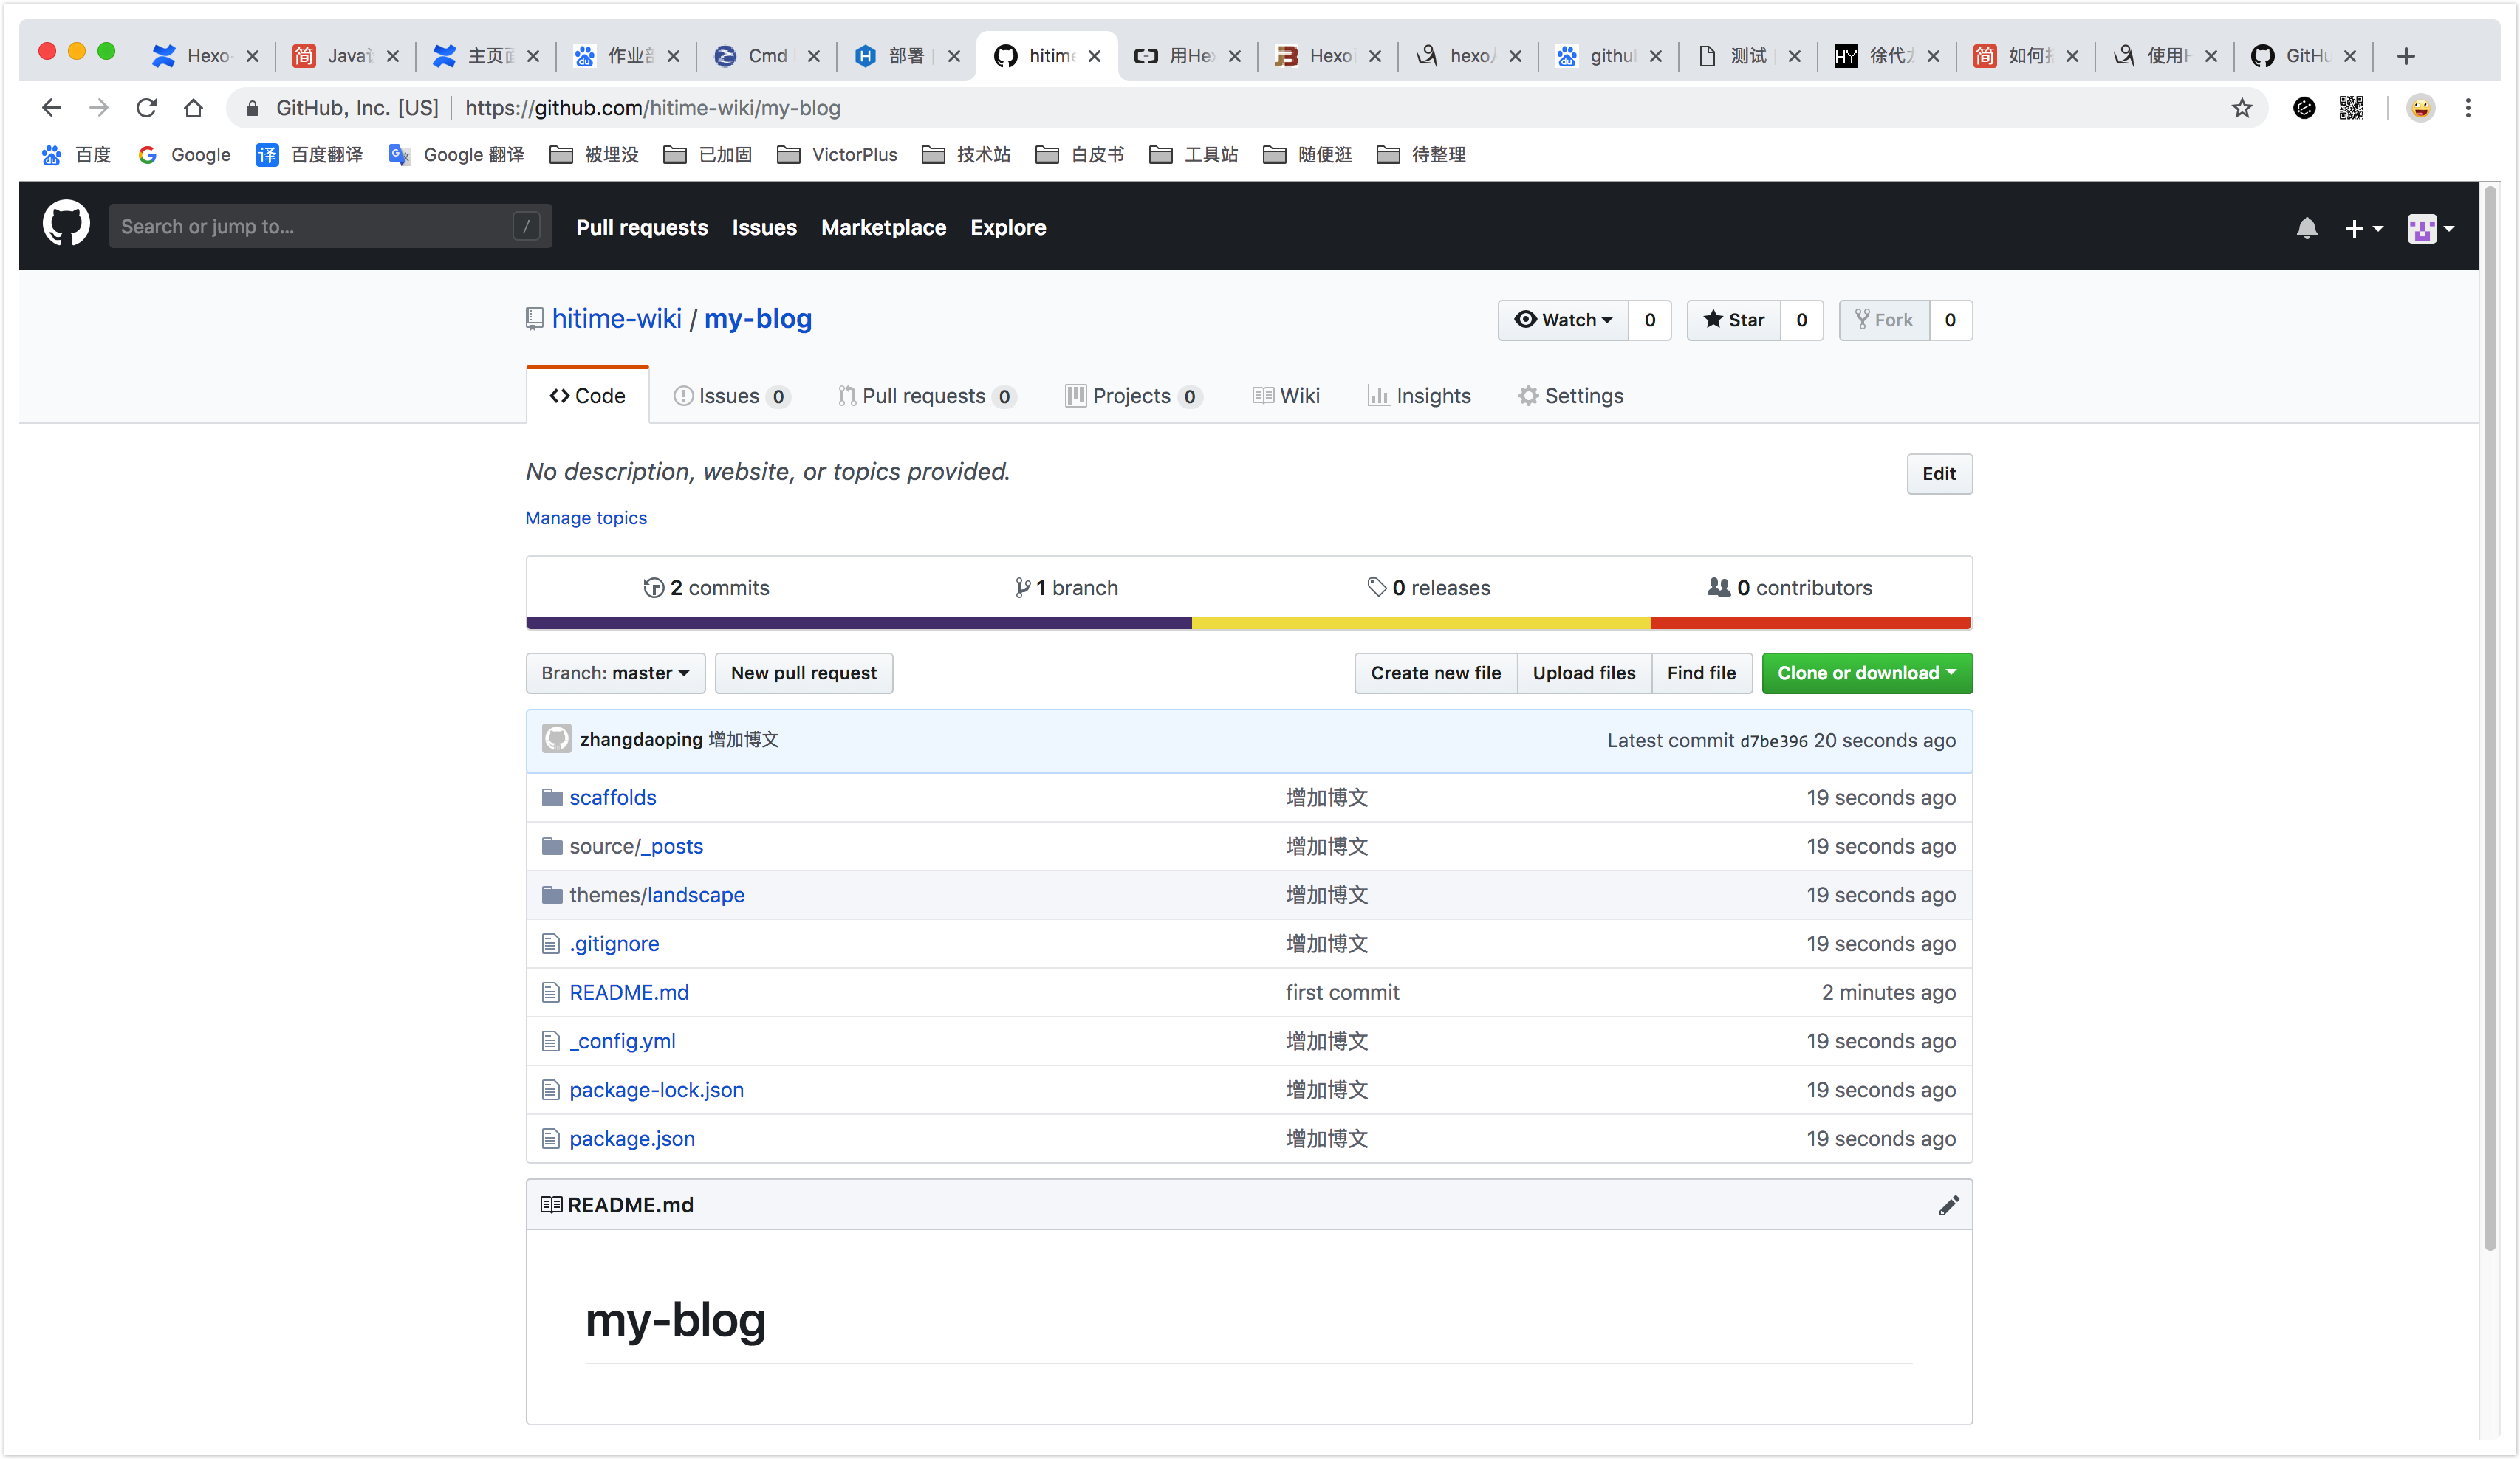 Hexo Java 主页 作业 Cmd 部署 hitime 用Hex Hexo hexo githu 测试 徐代 如何 使用H GitHu
GitHub, Inc. [US] https://github.com/hitime-wiki/my-blog
百度 Google 译 百度翻译 Google 翻译 被埋没 已加固 VictorPlus 技术站 白皮书 工具站 随便逛 待整理
Search or jump to... / Pull requests Issues Marketplace Explore
hitime-wiki / my-blog Watch 0 Star 0 Fork 0
Code Issues 0 Pull requests 0 Projects 0 Wiki Insights Settings
No description, website, or topics provided. Edit
Manage topics
2 commits 1 branch 0 releases 0 contributors
Branch: master New pull request Create new file Upload files Find file Clone or download
zhangdaoping 增加博文 Latest commit d7be396 20 seconds ago
scaffolds 增加博文 19 seconds ago
source/_posts 增加博文 19 seconds ago
themes/landscape 增加博文 19 seconds ago
.gitignore 增加博文 19 seconds ago
README.md first commit 2 minutes ago
_config.yml 增加博文 19 seconds ago
package-lock.json 增加博文 19 seconds ago
package.json 增加博文 19 seconds ago
README.md
my-blog